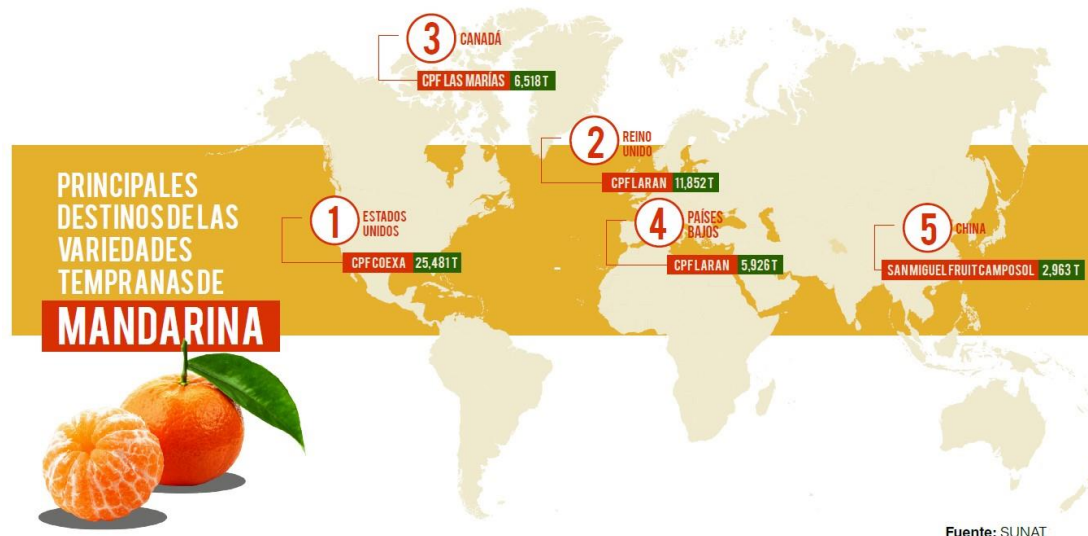 PRINCIPALES
DESTINOS DE LAS
VARIEDADES
TEMPRANAS DE
MANDARINA
1
ESTADOS
UNIDOS
CPF COEXA 25,481 T
2
REINO
UNIDO
CPF LARAN 11,852 T
3
CANADÁ
CPF LAS MARÍAS 6,518 T
4
PAÍSES
BAJOS
CPF LARAN 5,926 T
5
CHINA
SAN MIGUEL FRUIT CAMPOSOL 2,963 T
Fuente: SUNAT